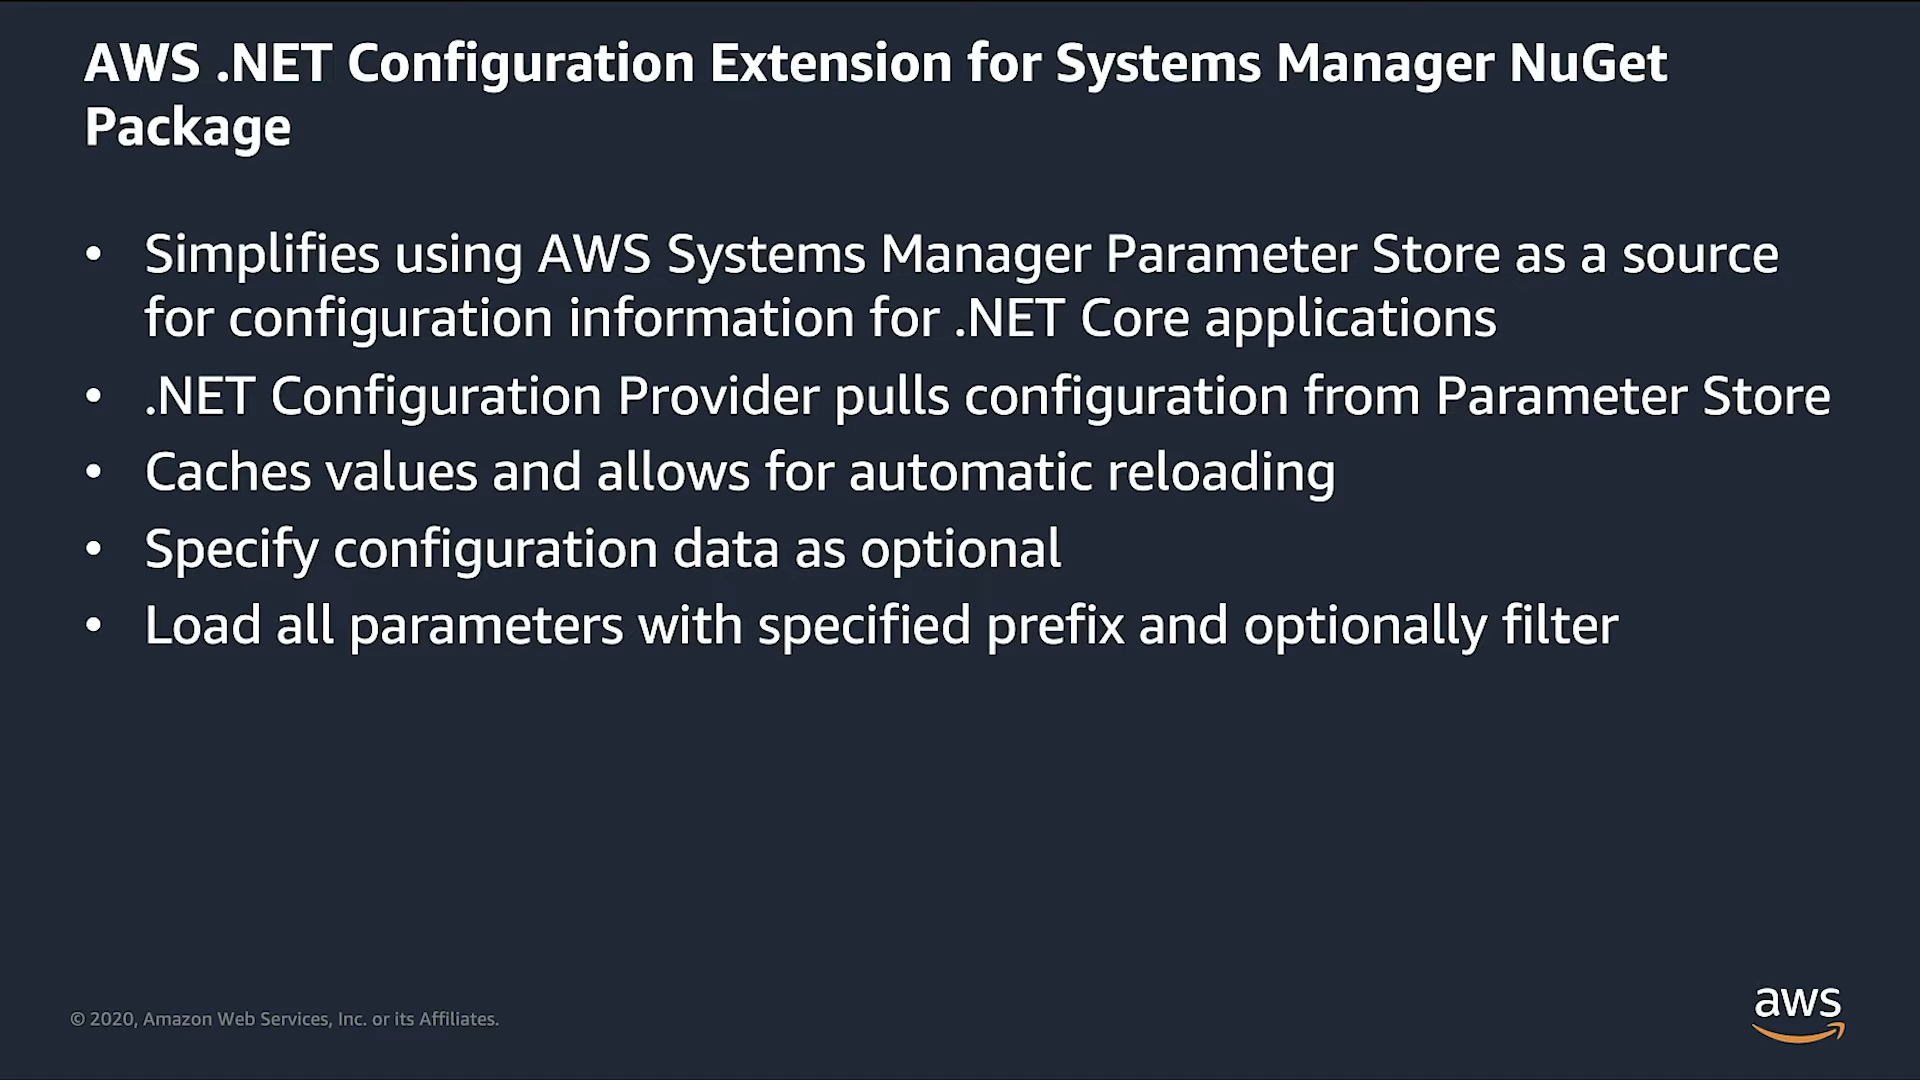 AWS .NET Configuration Extension for Systems Manager NuGet
Package
• Simplifies using AWS Systems Manager Parameter Store as a source
for configuration information for .NET Core applications
• .NET Configuration Provider pulls configuration from Parameter Store
• Caches values and allows for automatic reloading
• Specify configuration data as optional
• Load all parameters with specified prefix and optionally filter
© 2020, Amazon Web Services, Inc. or its Affiliates.
aws